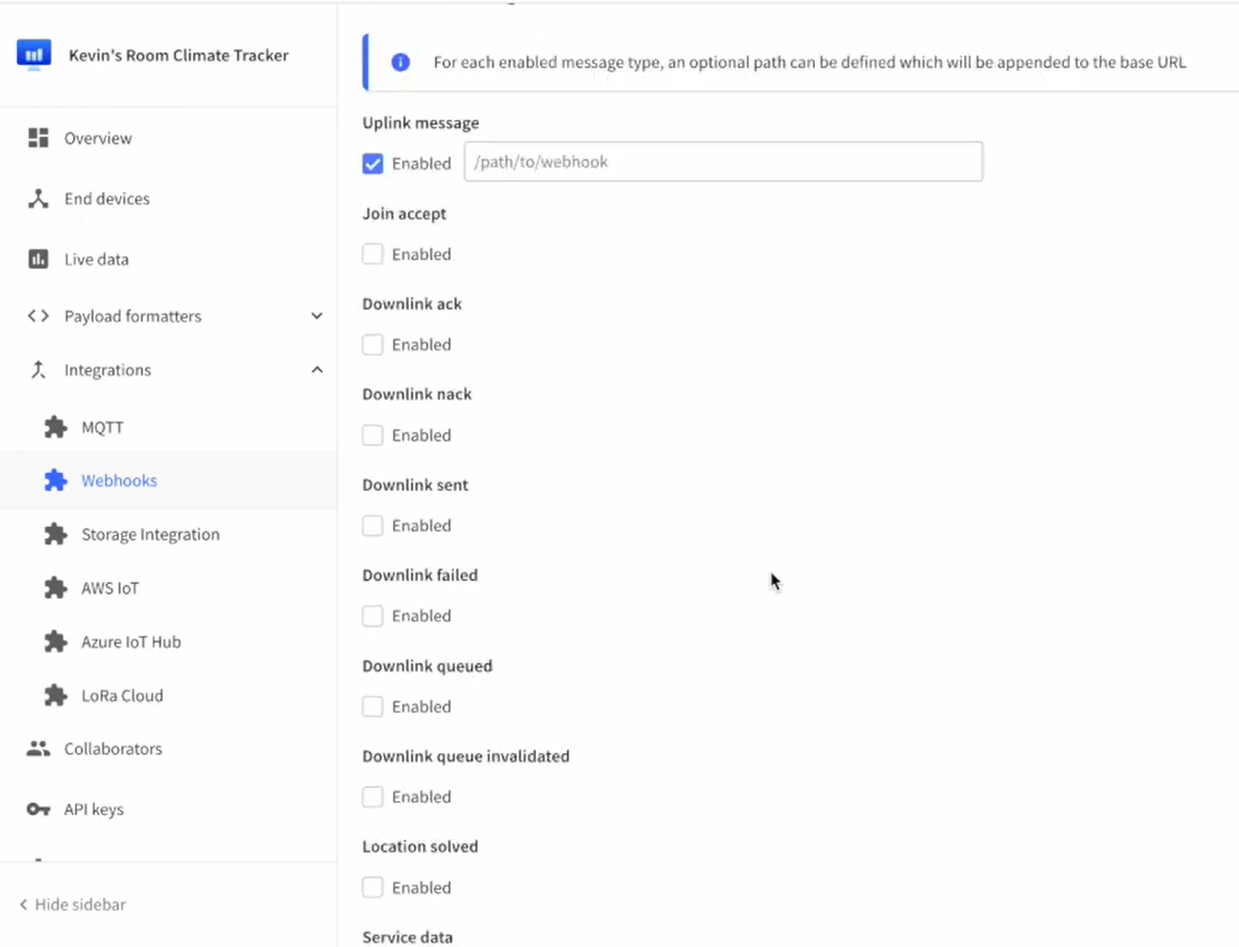 Kevin's Room Climate Tracker
Overview
End devices
Live data
Payload formatters
Integrations
MQTT
Webhooks
Storage Integration
AWS IoT
Azure IoT Hub
LoRa Cloud
Collaborators
API keys
Hide sidebar
For each enabled message type, an optional path can be defined which will be appended to the base URL
Uplink message
Enabled /path/to/webhook
Join accept
Enabled
Downlink ack
Enabled
Downlink nack
Enabled
Downlink sent
Enabled
Downlink failed
Enabled
Downlink queued
Enabled
Downlink queue invalidated
Enabled
Location solved
Enabled
Service data